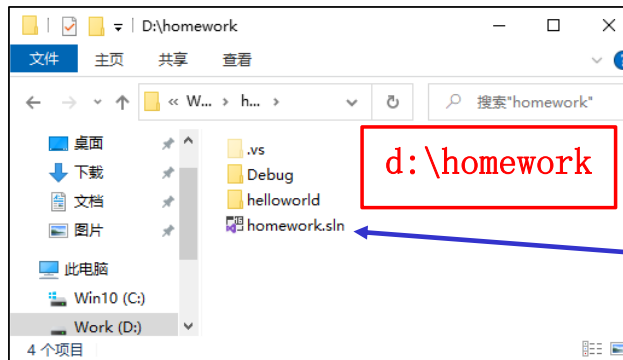 D:\homework
文件 主页 共享 查看
« W... › h... › 搜索"homework"
桌面
下载
文档
图片
此电脑
Win10 (C:)
Work (D:)
.vs
Debug
helloworld
homework.sln
d:\homework
4 个项目